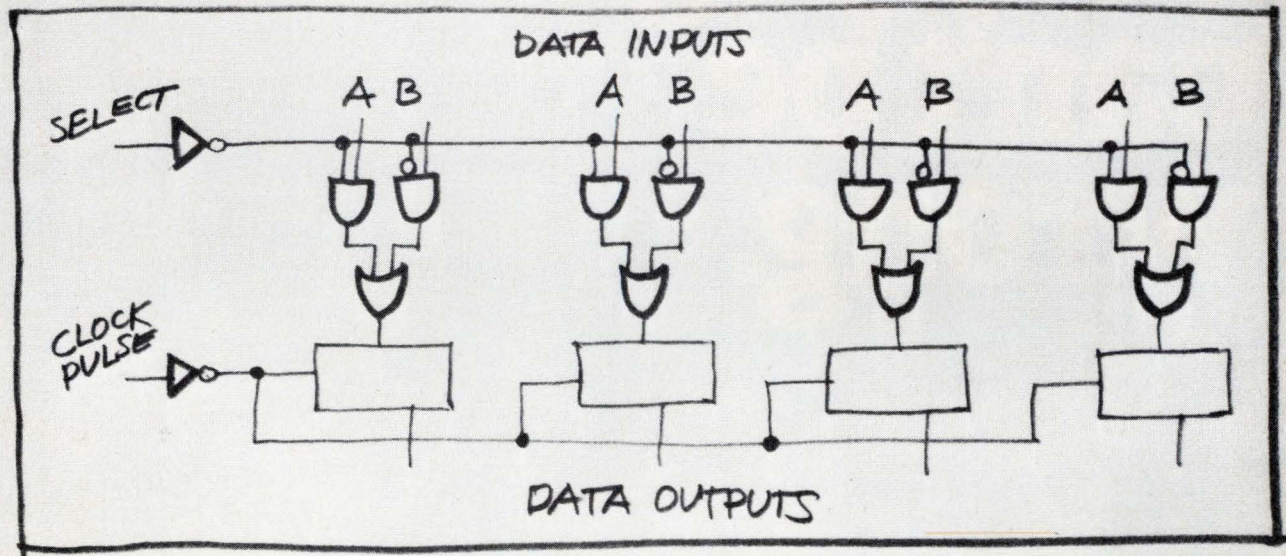 DATA INPUTS
A B A B A B A B
SELECT
CLOCK
PULSE
DATA OUTPUTS